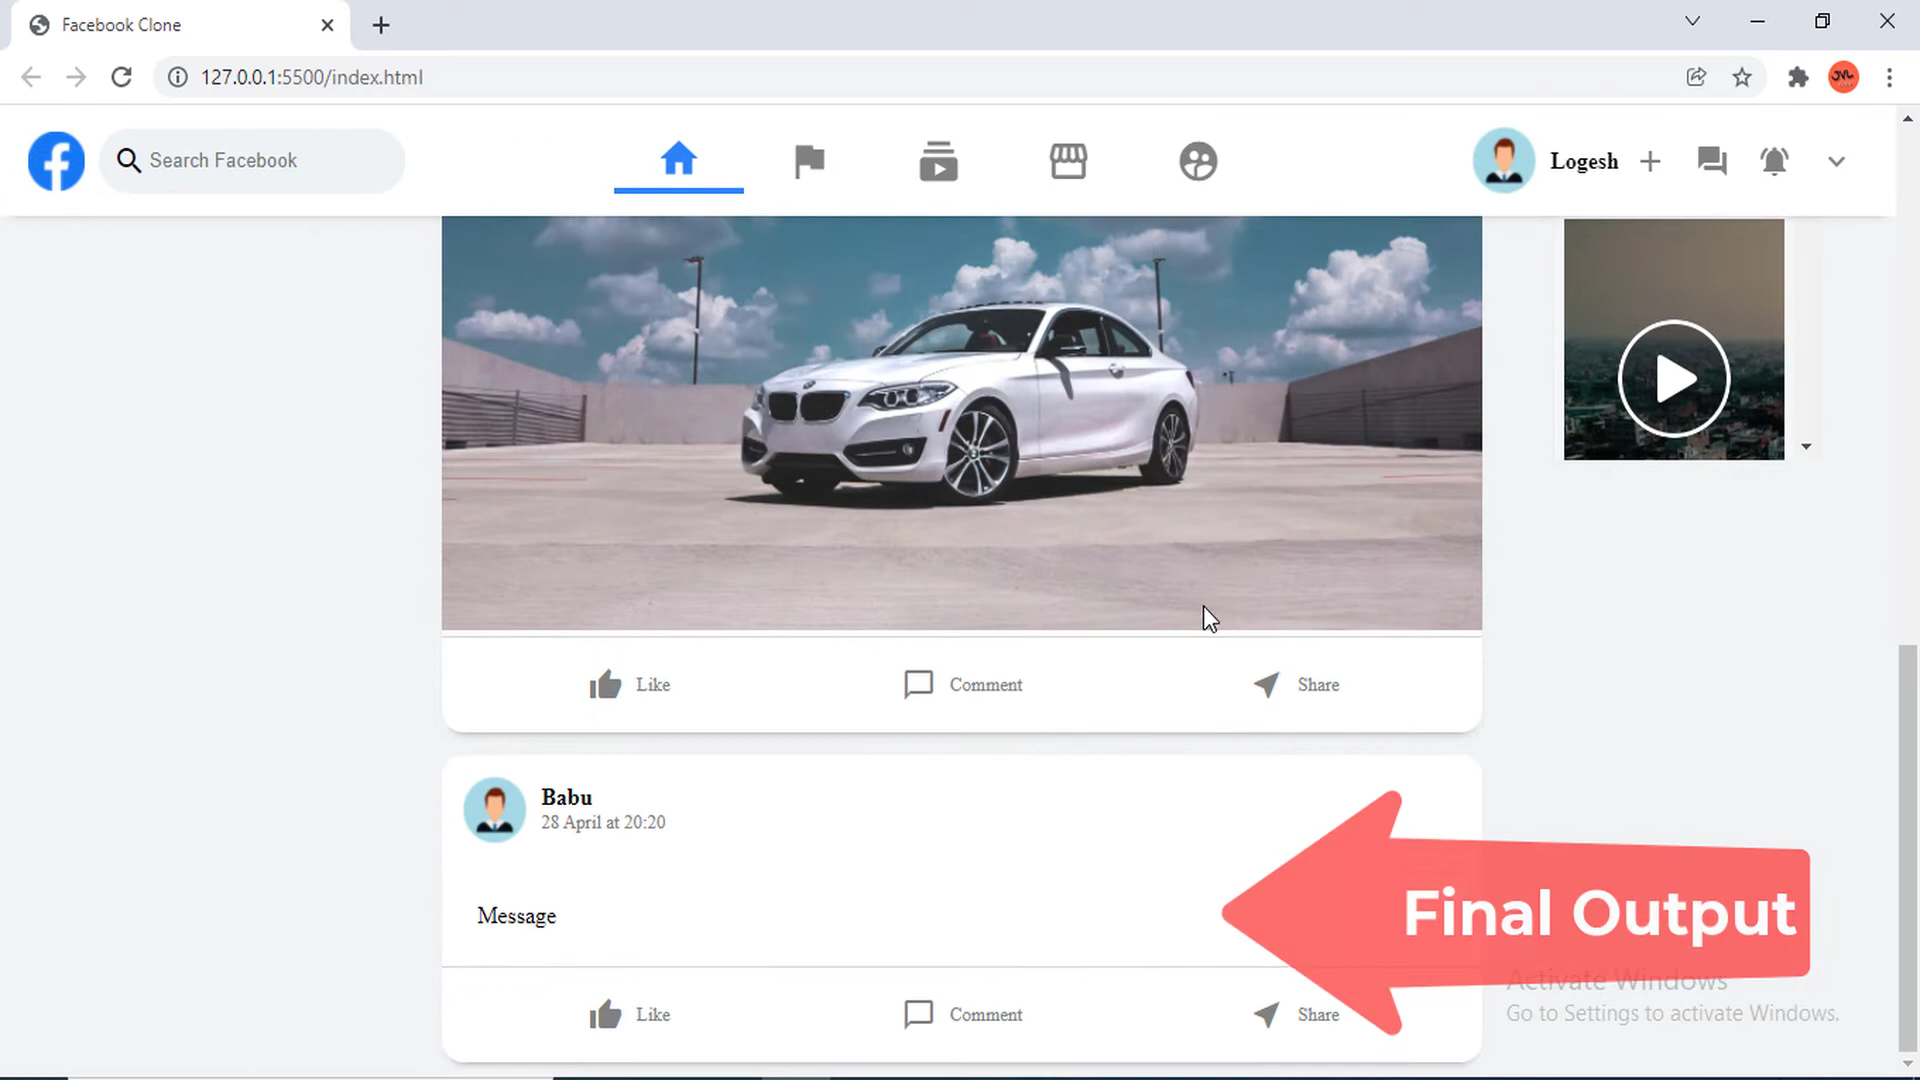 Facebook Clone
127.0.0.1:5500/index.html
JVL
Search Facebook
Logesh
Like
Comment
Share
Babu
28 April at 20:20
Message
Final Output
Like
Comment
Share
Activate Windows
Go to Settings to activate Windows.